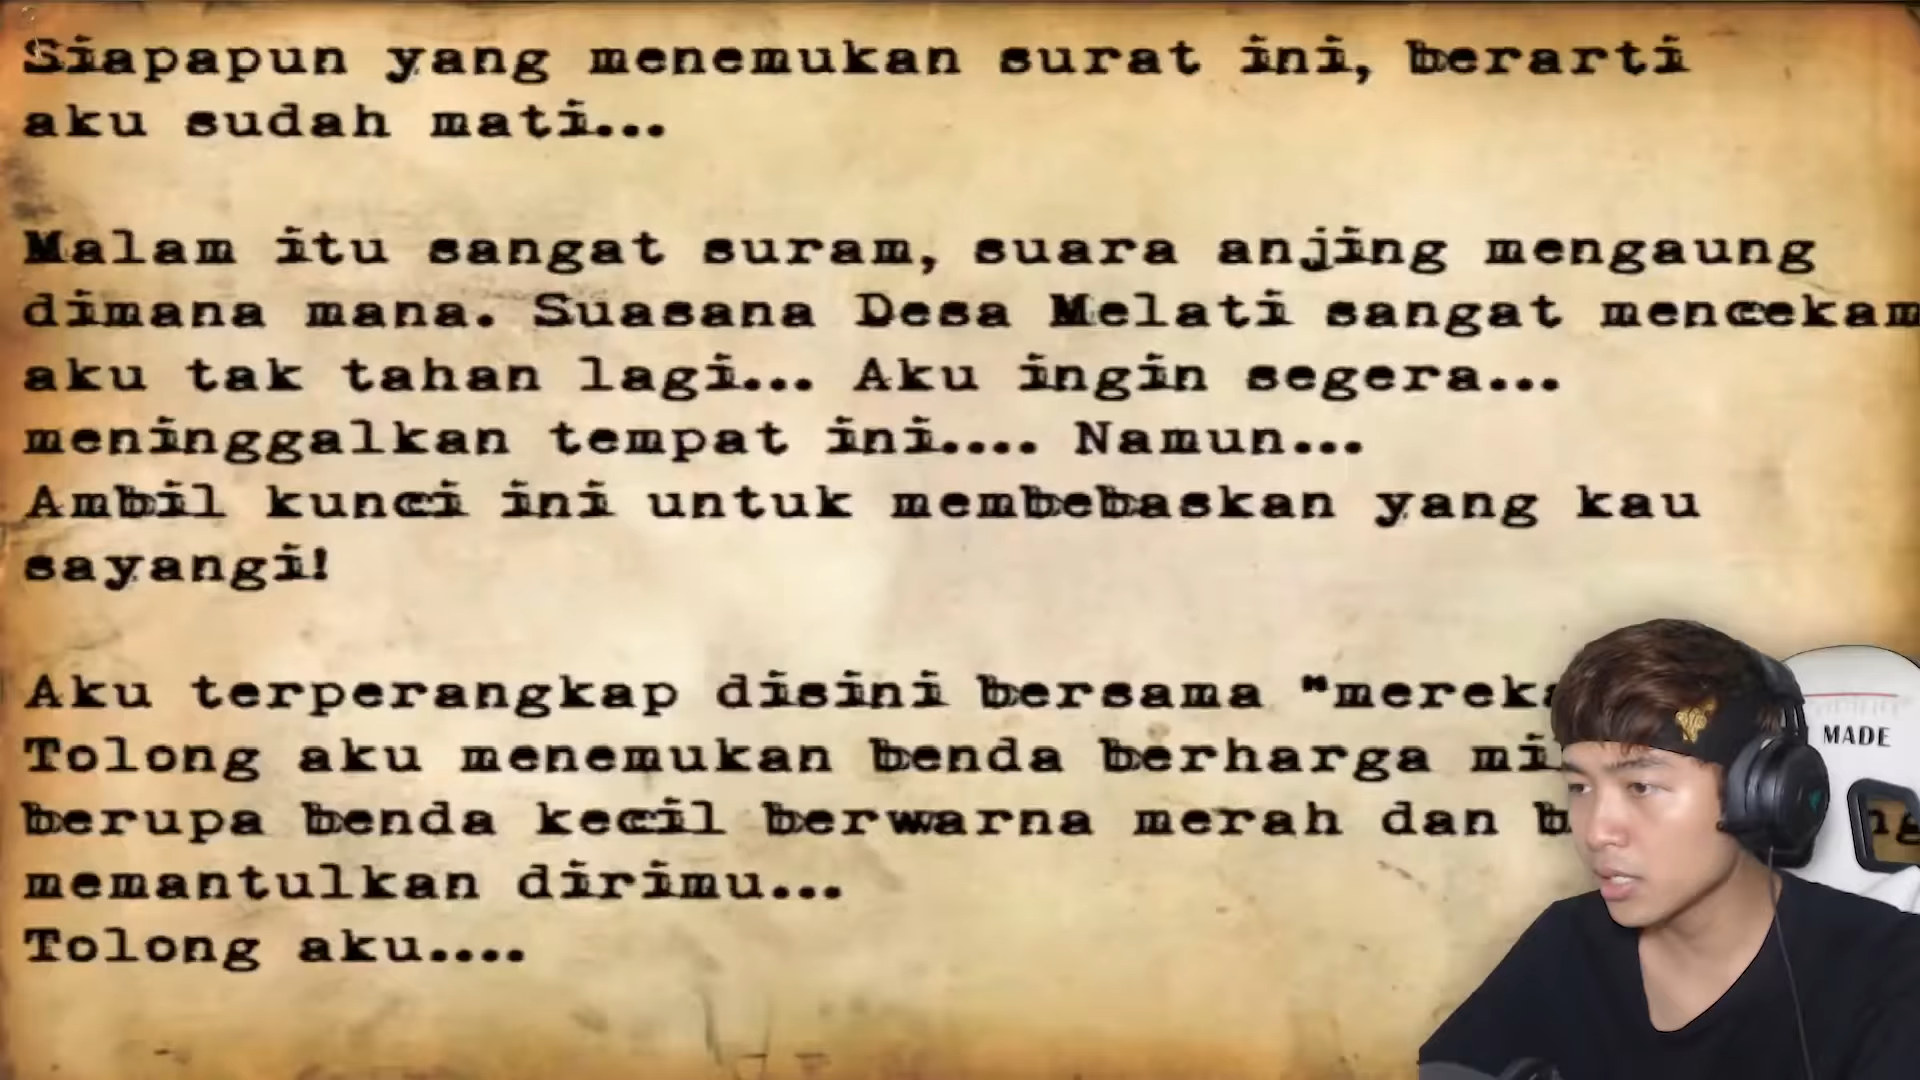 Siapapun yang menemukan surat ini, berarti
aku sudah mati...
Malam itu sangat suram, suara anjing mengaung
dimana mana. Suasana Desa Melati sangat mencekam
aku tak tahan lagi... Aku ingin segera...
meninggalkan tempat ini.... Namun...
Ambil kunci ini untuk membebaskan yang kau
sayangi!
Aku terperangkap disini bersama
Tolong aku menemukan benda berharga
berupa benda kecil berwarna merah dan
memantulkan dirimu...
Tolong aku....
MADE